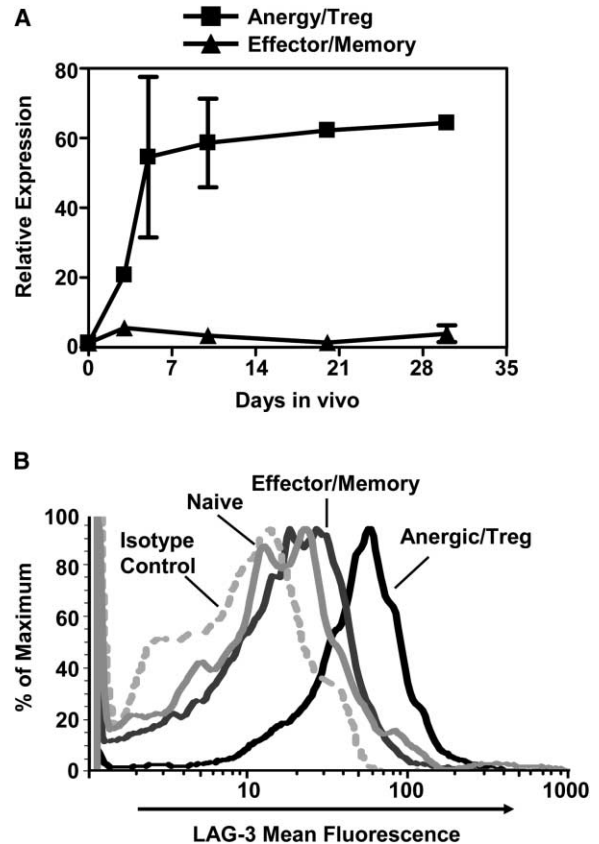 A
Anergy/Treg
Effector/Memory
80
60
40
20
0
Relative Expression
0 7 14 21 28 35
Days in vivo
B
Effector/Memory
Naive
Anergic/Treg
Isotype
Control
100
80
60
40
20
0
% of Maximum
10 100 1000
LAG-3 Mean Fluorescence